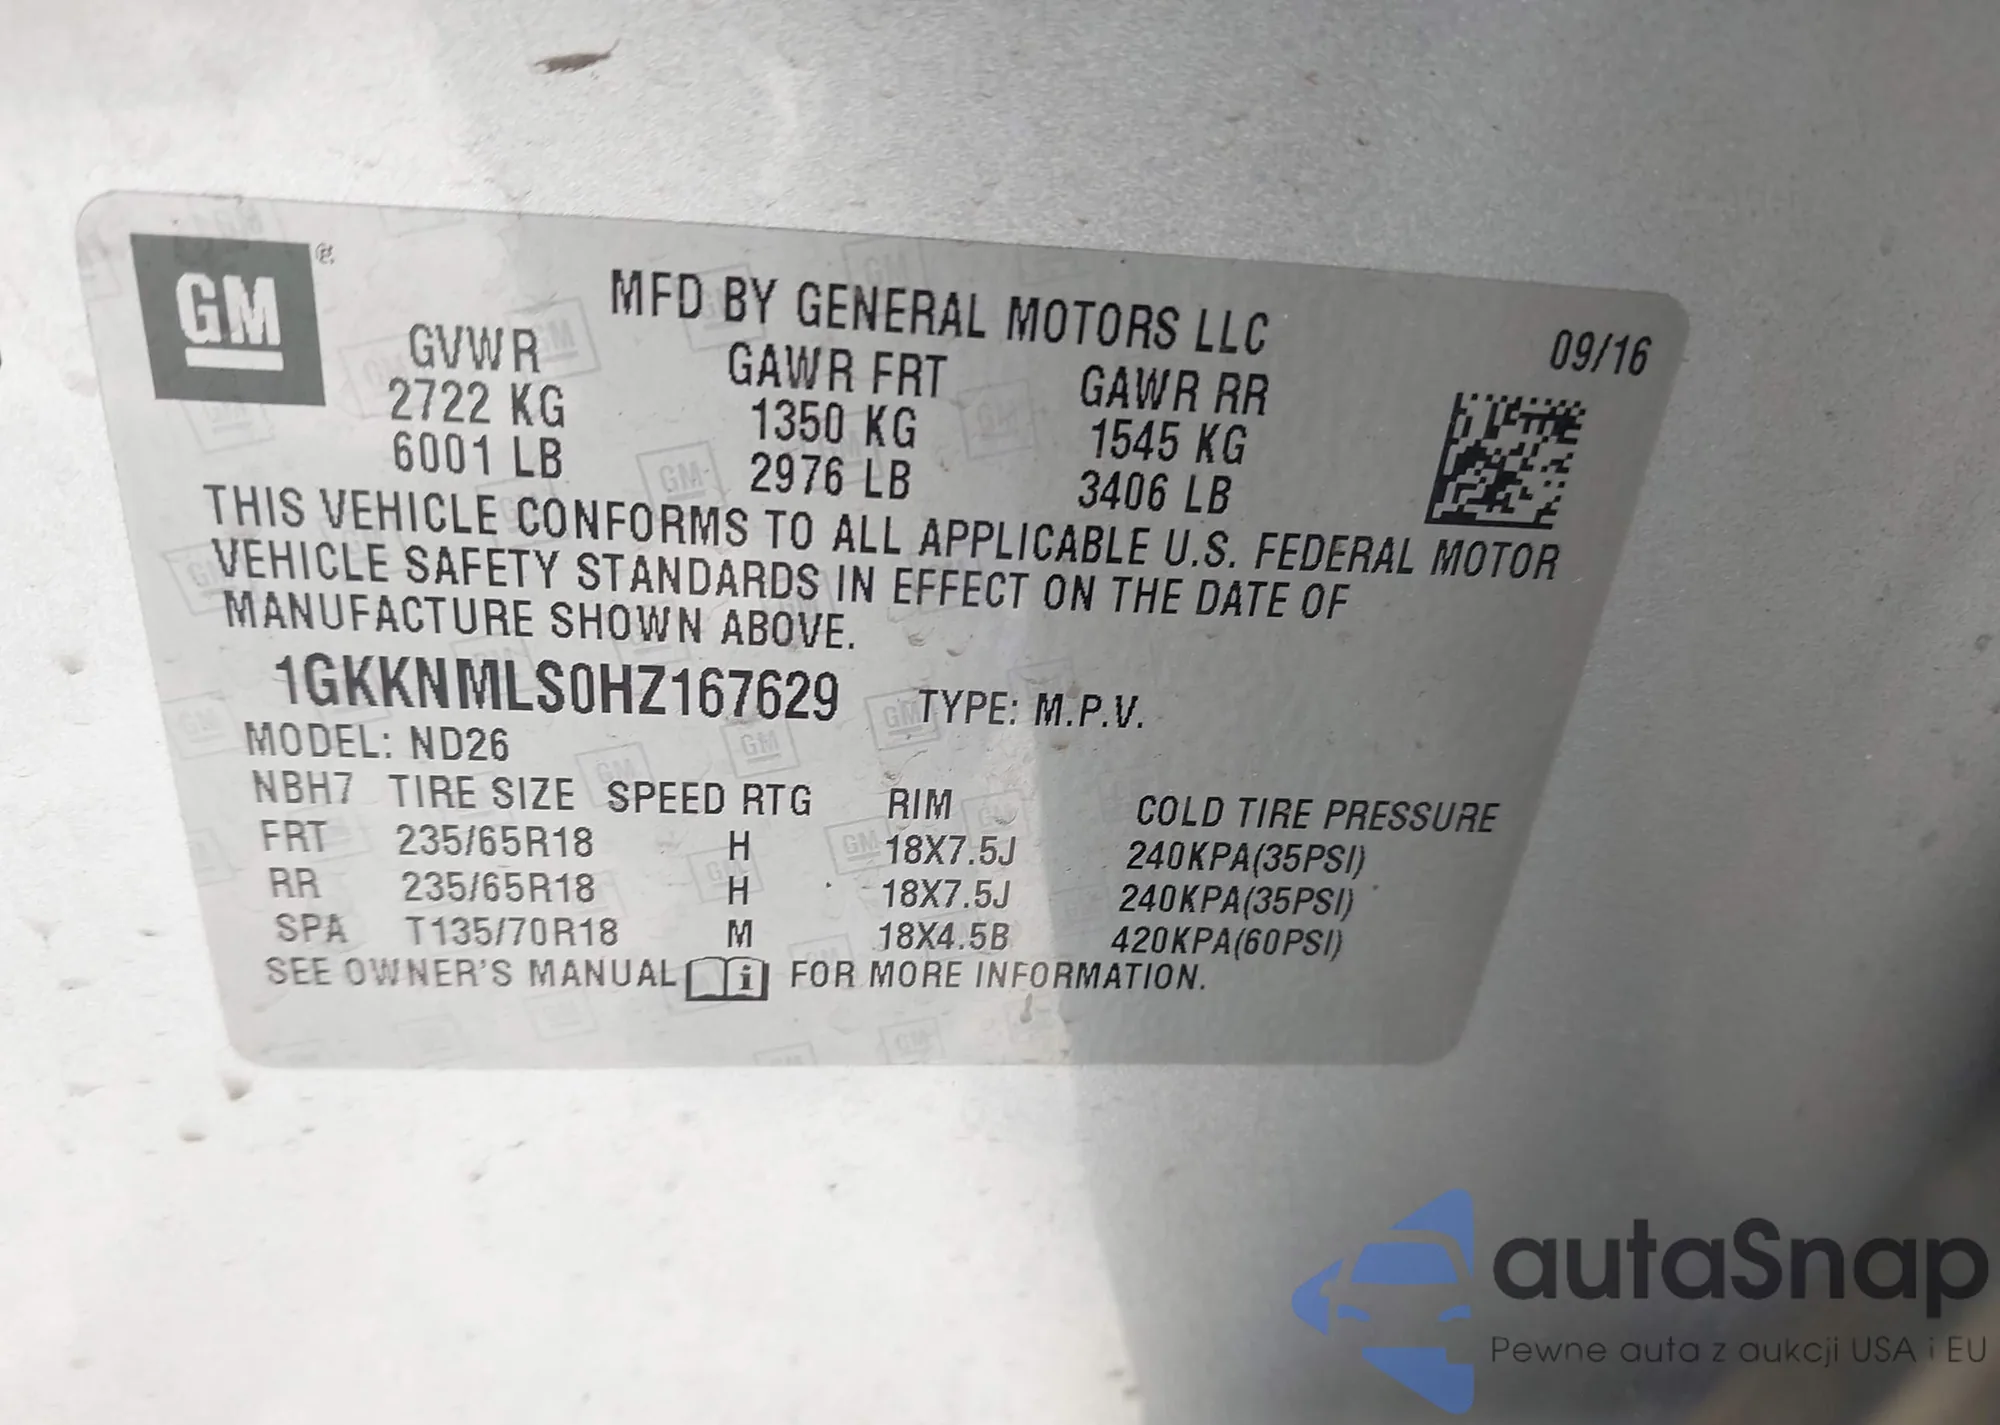 GM ®
MFD BY GENERAL MOTORS LLC 09/16
GVWR GAWR FRT GAWR RR
2722 KG 1350 KG 1545 KG
6001 LB 2976 LB 3406 LB
THIS VEHICLE CONFORMS TO ALL APPLICABLE U.S. FEDERAL MOTOR
VEHICLE SAFETY STANDARDS IN EFFECT ON THE DATE OF
MANUFACTURE SHOWN ABOVE.
1GKKNMLS0HZ167629 TYPE: M.P.V.
MODEL: ND26
NBH7 TIRE SIZE SPEED RTG RIM COLD TIRE PRESSURE
FRT 235/65R18 H 18X7.5J 240KPA(35PSI)
RR 235/65R18 H 18X7.5J 240KPA(35PSI)
SPA T135/70R18 M 18X4.5B 420KPA(60PSI)
SEE OWNER'S MANUAL i FOR MORE INFORMATION.
autaSnap
Pewne auta z aukcji USA i EU